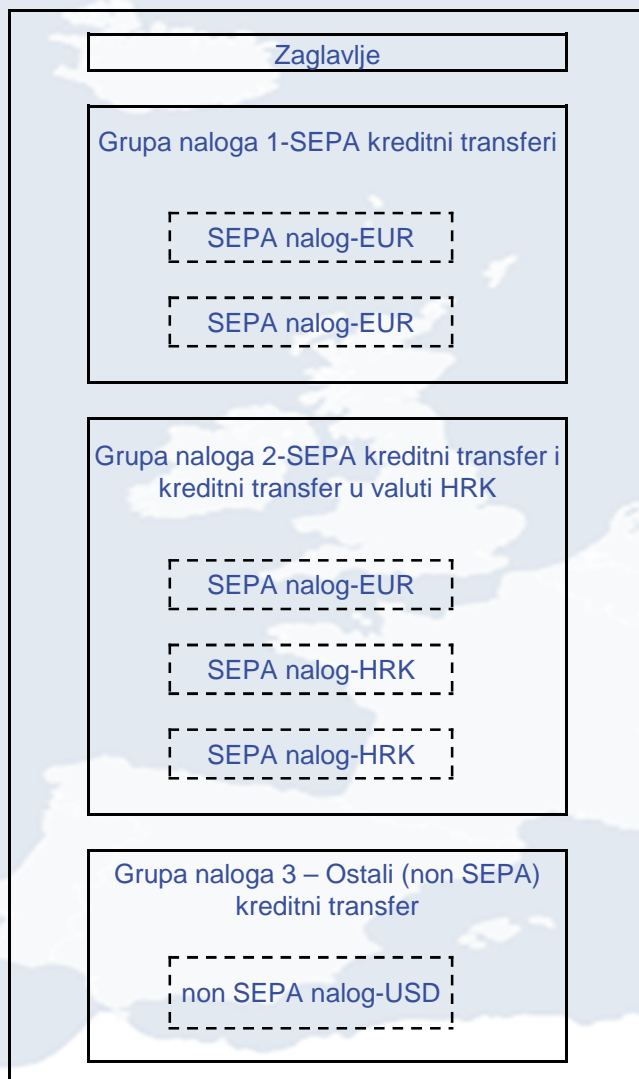 Zaglavlje
Grupa naloga 1-SEPA kreditni transferi
SEPA nalog-EUR
SEPA nalog-EUR
Grupa naloga 2-SEPA kreditni transfer i
kreditni transfer u valuti HRK
SEPA nalog-EUR
SEPA nalog-HRK
SEPA nalog-HRK
Grupa naloga 3 – Ostali (non SEPA)
kreditni transfer
non SEPA nalog-USD